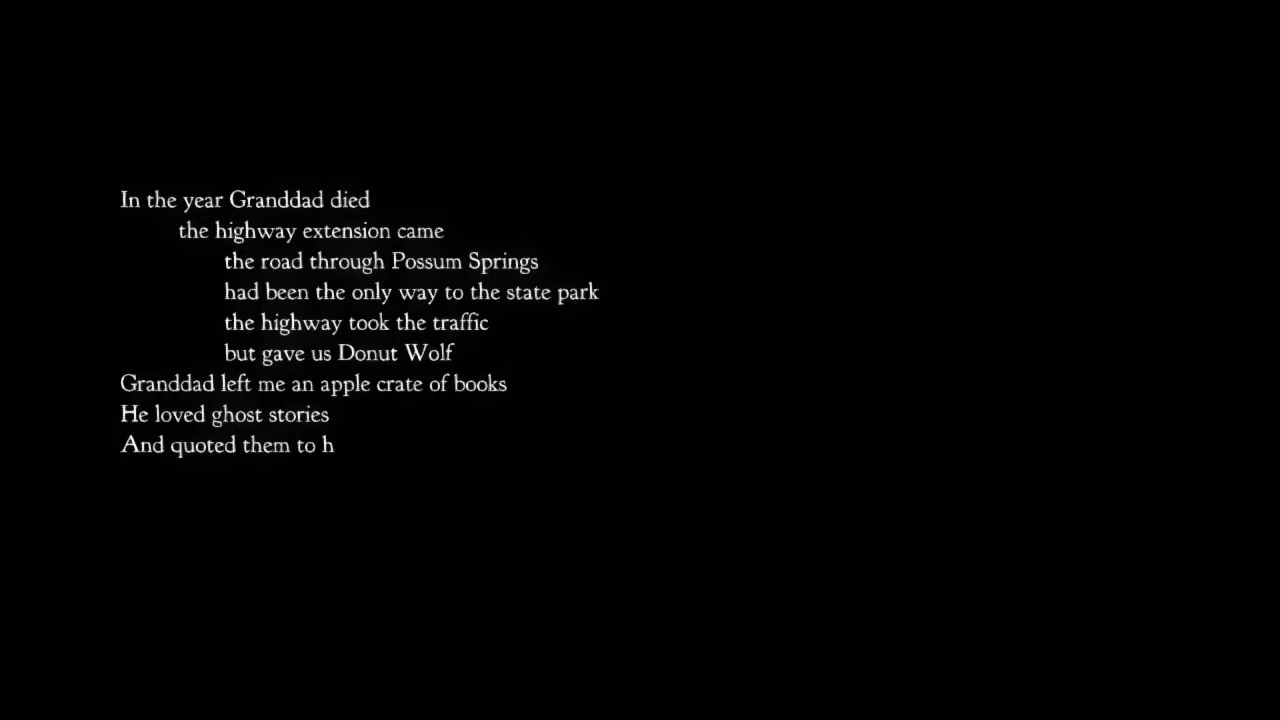 In the year Granddad died
the highway extension came
the road through Possum Springs
had been the only way to the state park
the highway took the traffic
but gave us Donut Wolf
Granddad left me an apple crate of books
He loved ghost stories
And quoted them to h